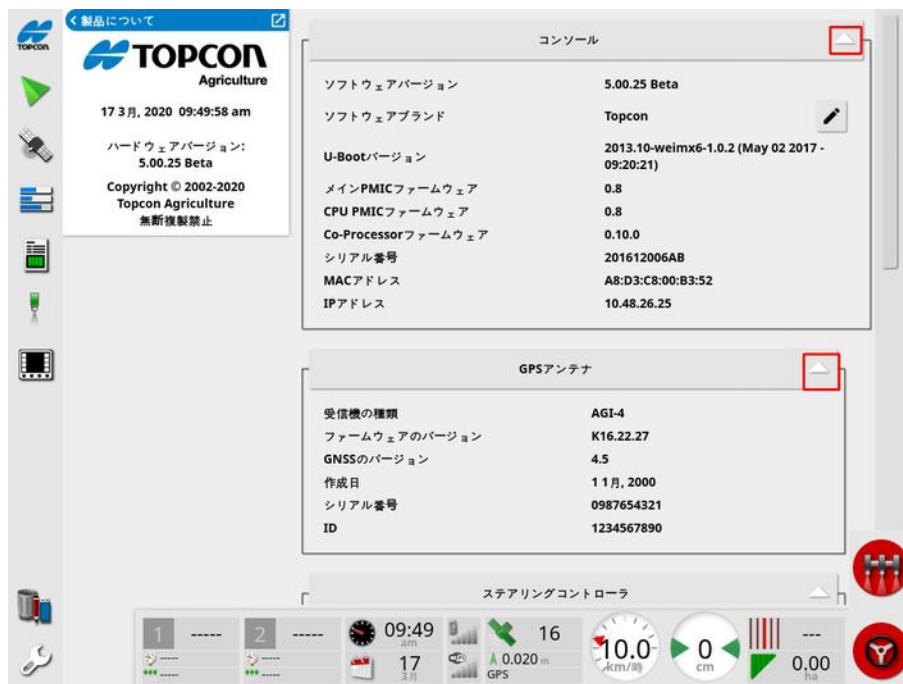 TOPCON
製品について
TOPCON
Agriculture
17 3月, 2020 09:49:58 am
ハードウェアバージョン:
5.00.25 Beta
Copyright © 2002-2020
Topcon Agriculture
無断複製禁止
コンソール
ソフトウェアバージョン 5.00.25 Beta
ソフトウェアブランド Topcon
U-Bootバージョン 2013.10-weimx6-1.0.2 (May 02 2017 -
09:20:21)
メインPMICファームウェア 0.8
CPU PMICファームウェア 0.8
Co-Processorファームウェア 0.10.0
シリアル番号 201612006AB
MACアドレス A8:D3:C8:00:B3:52
IPアドレス 10.48.26.25
GPSアンテナ
受信機の種類 AGI-4
ファームウェアのバージョン K16.22.27
GNSSのバージョン 4.5
作成日 1 1月, 2000
シリアル番号 0987654321
ID 1234567890
ステアリングコントローラ
1 ----- 2 ----- 09:49 16 10.0 0 ---
am km/時 cm
----- ----- 17 0.020 m 0.00
----- ----- 3月 GPS ha